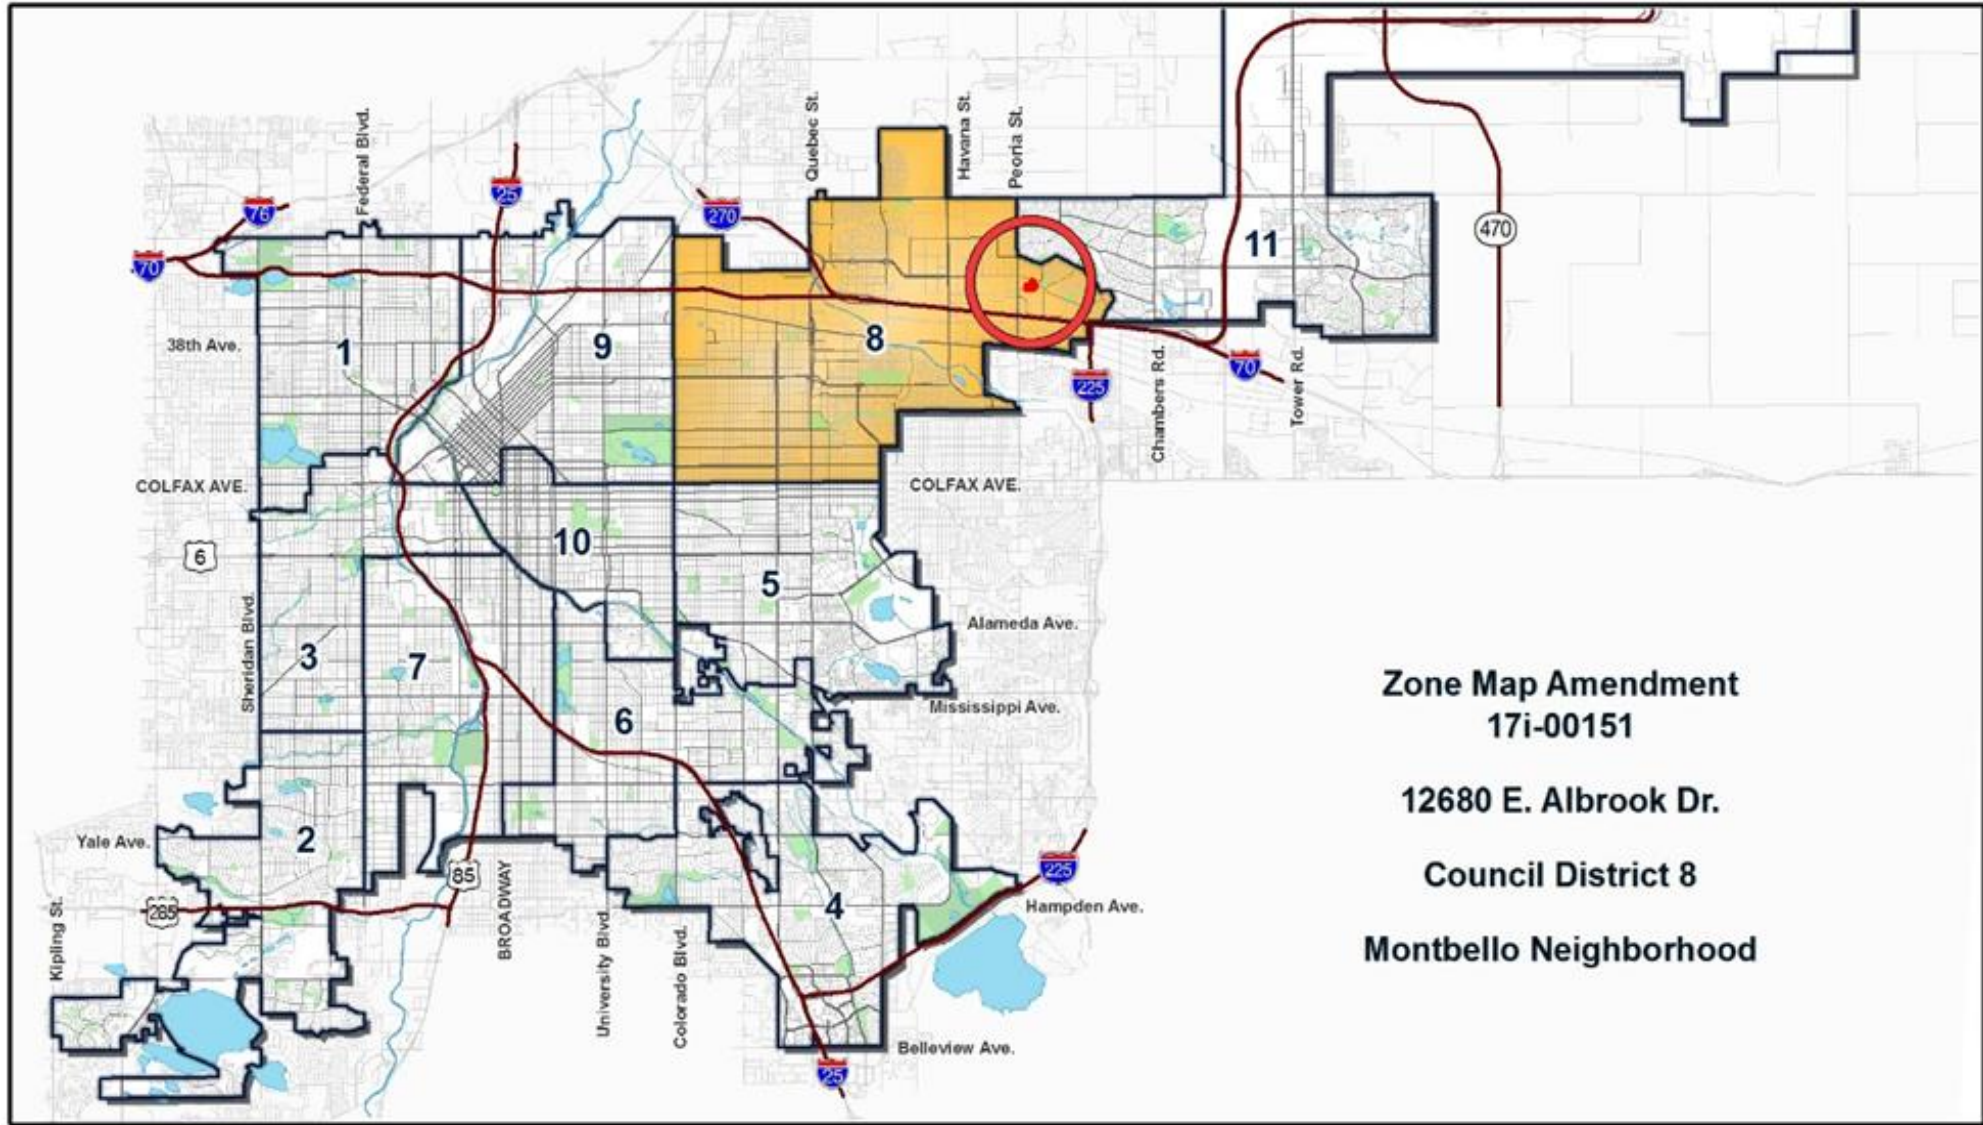 Quebec St.
Havana St.
Peoria St.
Federal Blvd.
25
76
270
70
470
11
1
9
8
38th Ave.
225
70
Chambers Rd.
Tower Rd.
COLFAX AVE.
COLFAX AVE.
10
6
5
Sheridan Blvd.
3
7
Alameda Ave.
6
Mississippi Ave.
Zone Map Amendment
17i-00151
12680 E. Albrook Dr.
Council District 8
Montbello Neighborhood
Yale Ave.
2
85
225
285
4
Hampden Ave.
Kipling St.
BROADWAY
University Blvd.
Colorado Blvd.
Belleview Ave.
25